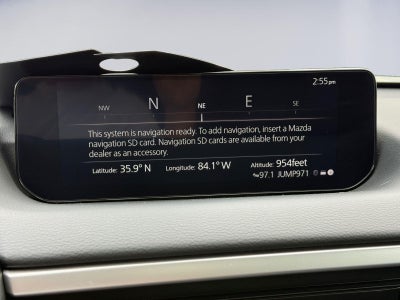 2:55pm
NW N NE E SE
This system is navigation ready. To add navigation, insert a Mazda
navigation SD card. Navigation SD cards are available from your
dealer as an accessory.
Latitude: 35.9° N Longitude: 84.1° W Altitude: 954feet
97.1 JUMP971